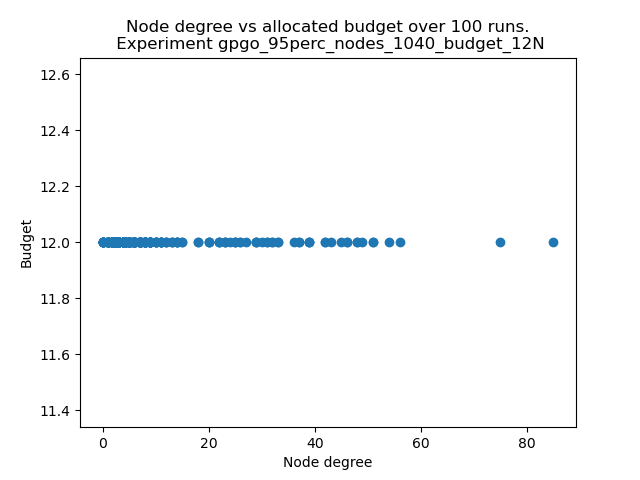 Node degree vs allocated budget over 100 runs.
Experiment gpgo_95perc_nodes_1040_budget_12N
12.6
12.4
12.2
12.0
11.8
11.6
11.4
Budget
0 20 40 60 80
Node degree